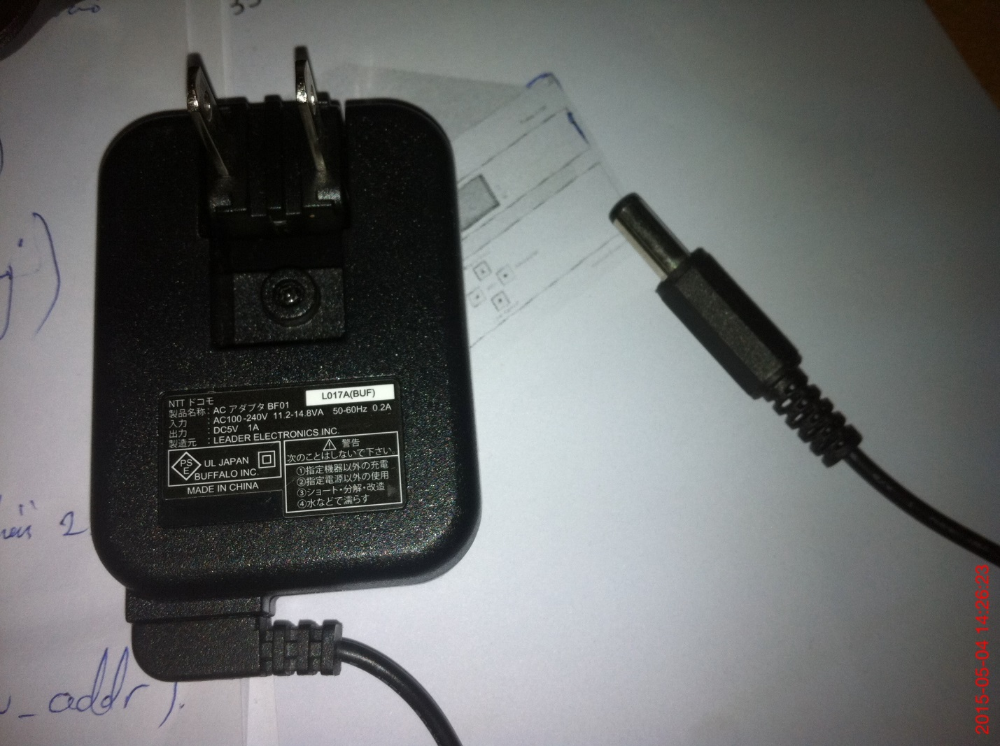 NTT ドコモ
L017A(BUF)
製品名称 : AC アダプタ BF01
入力 : AC100-240V 11.2-14.8VA 50-60Hz 0.2A
出力 : DC5V 1A
製造元 : LEADER ELECTRONICS INC.
PSE UL JAPAN
BUFFALO INC.
MADE IN CHINA
警告
次のことはしないで下さい.
①指定機器以外の充電
②指定電源以外の使用
③ショート・分解・改造
④水などで濡らす
2
_addr).
2015-05-04 14:26:23